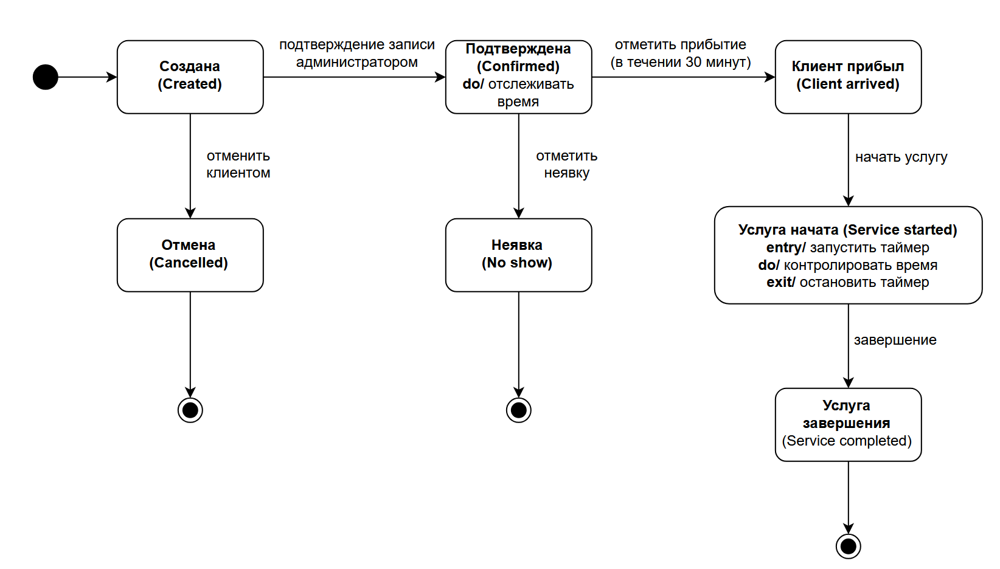 Создана
(Created)
подтверждение записи
администратором
Подтверждена
(Confirmed)
do/ отслеживать
время
отметить прибытие
(в течении 30 минут)
Клиент прибыл
(Client arrived)
отменить
клиентом
отметить
неявку
начать услугу
Отмена
(Cancelled)
Неявка
(No show)
Услуга начата (Service started)
entry/ запустить таймер
do/ контролировать время
exit/ остановить таймер
завершение
Услуга
завершения
(Service completed)